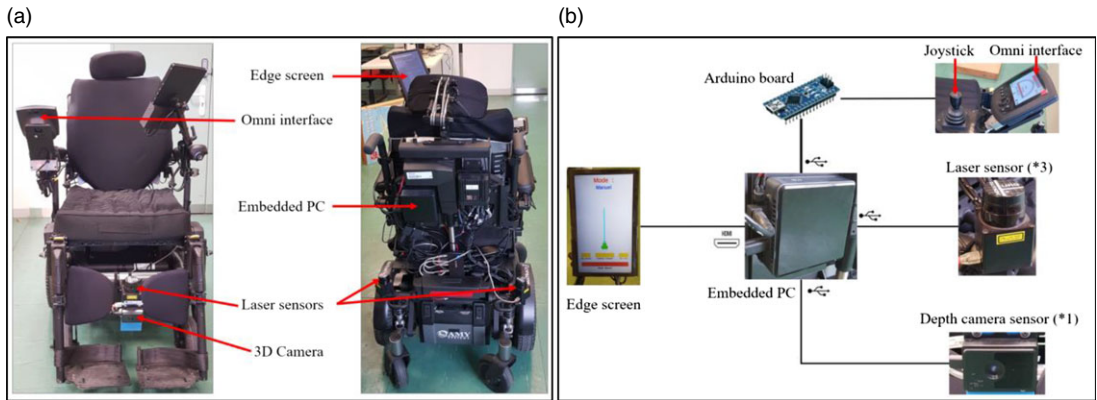 (a)
Edge screen
Omni interface
Embedded PC
Laser sensors
3D Camera
(b)
Joystick
Omni interface
Arduino board
Laser sensor (*3)
Mode :
Manual
HDMI
Edge screen
Embedded PC
Depth camera sensor (*1)